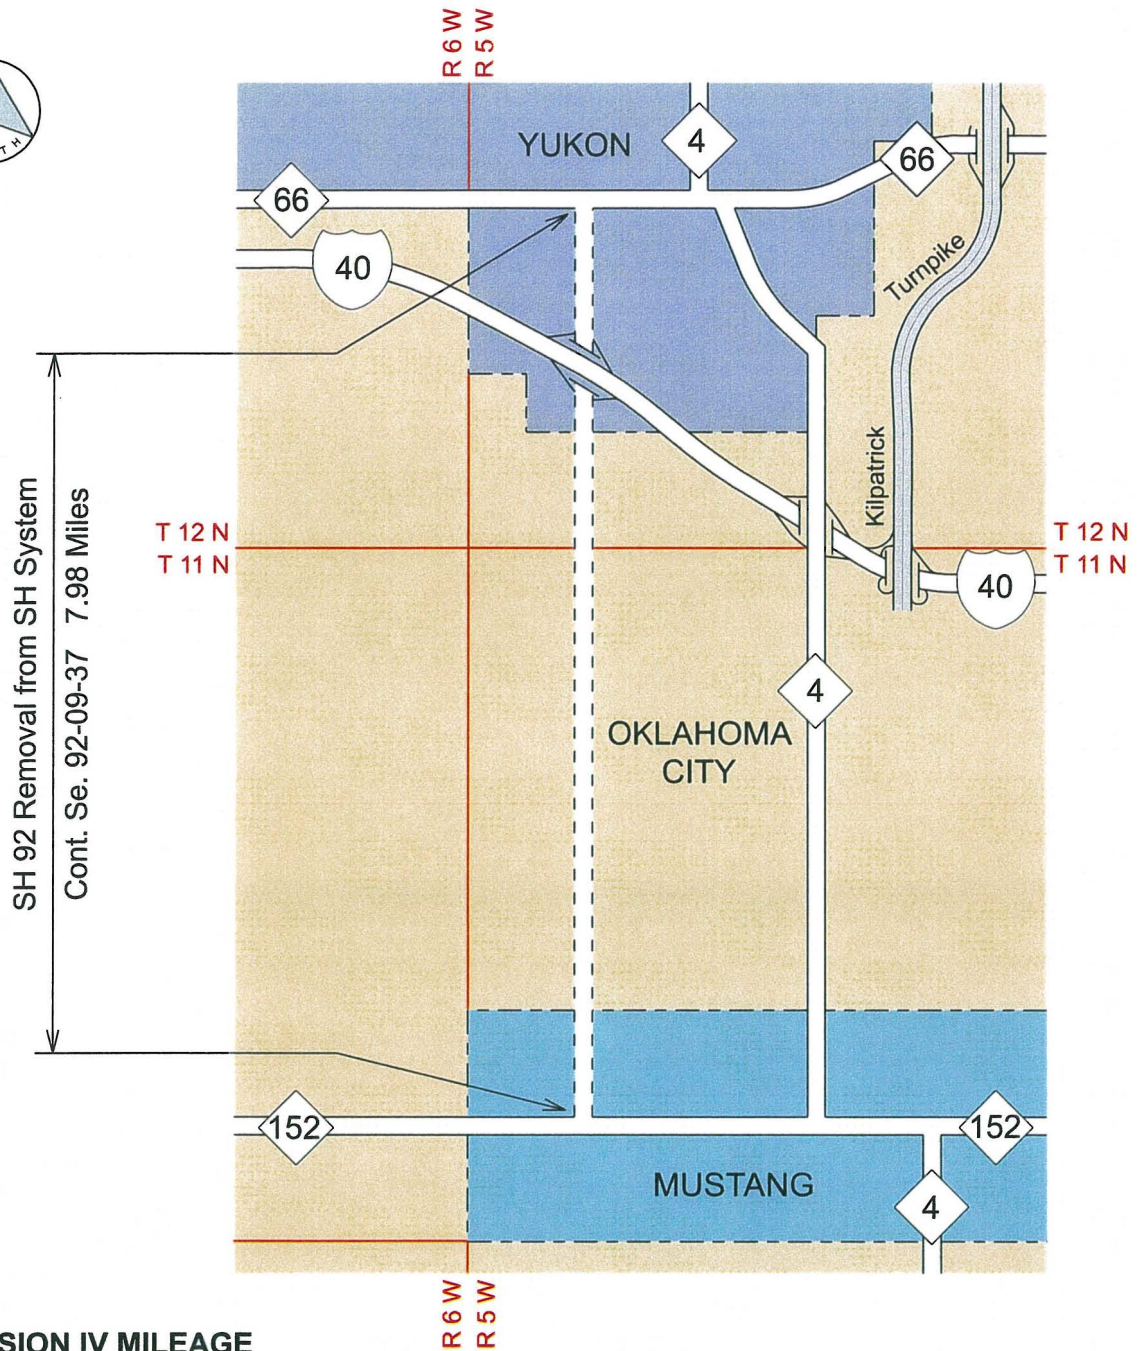 R 6 W
R 5 W
T H
YUKON
4
66
66
40
Turnpike
Kilpatrick
SH 92 Removal from SH System
Cont. Se. 92-09-37 7.98 Miles
T 12 N
T 11 N
T 12 N
T 11 N
40
4
OKLAHOMA
CITY
152
152
MUSTANG
4
R 6 W
R 5 W
SION IV MILEAGE